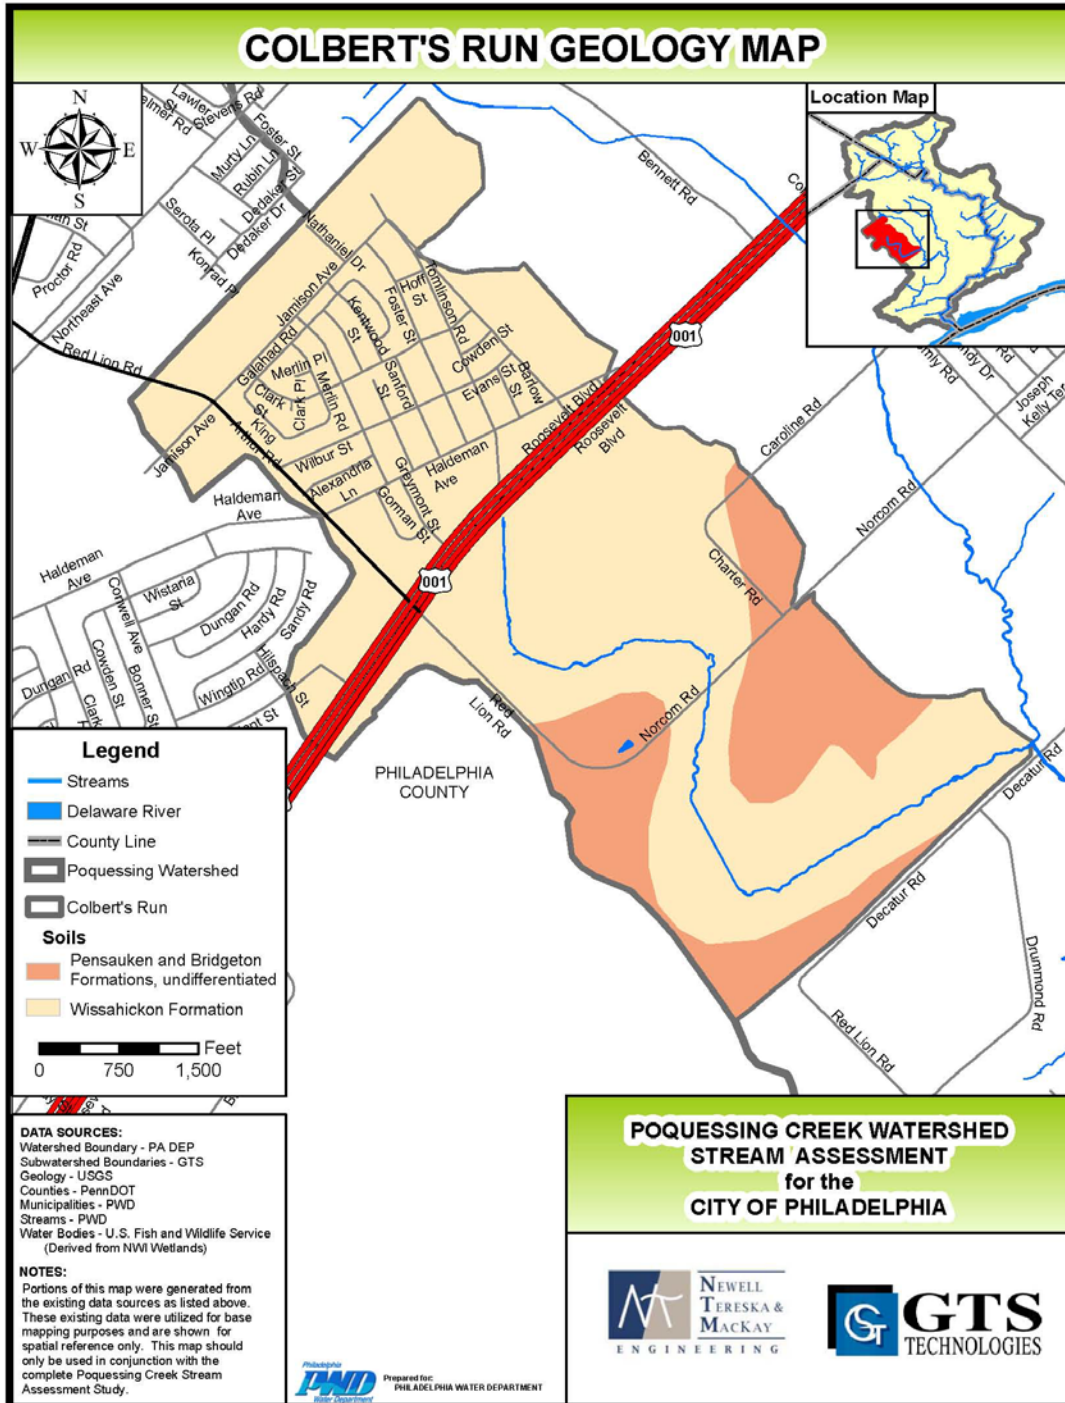 COLBERT'S RUN GEOLOGY MAP
N
W
E
S
Location Map
Lawler
St
Stevens Rd
elmer Rd
Foster St
Murty Ln
Rubin Ln
Dedaker St
Dedaker Dr
Serota Pl
Konrad Pl
Proctor Rd
Northeast Ave
Red Lion Rd
Nathaniel Dr
Jamison Ave
Galahad Rd
Merlin Pl
Clark Pl
Clark
St
King
Arthur Rd
Merlin Rd
Kentwood
St
Foster St
Hoff
St
Tomlinson Rd
Cowden St
Sanford
St
Evans St
Barlow
St
Wilbur St
Alexandria
Ln
Haldeman
Ave
Greymont St
Gorman St
Jamison Ave
Haldeman
Ave
Haldeman
Ave
Bennett Rd
001
Roosevelt Blvd
Roosevelt
Blvd
Caroline Rd
Norcom Rd
Joseph
Kelly Ter
Charter Rd
001
Conwell Ave
Wistaria
St
Dungan Rd
Hardy Rd
Sandy Rd
Cowden St
Bonner St
Dungan Rd
Clark
Wingtip Rd
Hilspach St
Red
Lion Rd
Norcom Rd
PHILADELPHIA
COUNTY
Decatur Rd
Decatur Rd
Drummond Rd
Red Lion Rd
Legend
Streams
Delaware River
County Line
Poquessing Watershed
Colbert's Run
Soils
Pensauken and Bridgeton
Formations, undifferentiated
Wissahickon Formation
Feet
0 750 1,500
DATA SOURCES:
Watershed Boundary - PA DEP
Subwatershed Boundaries - GTS
Geology - USGS
Counties - PennDOT
Municipalities - PWD
Streams - PWD
Water Bodies - U.S. Fish and Wildlife Service
(Derived from NWI Wetlands)
NOTES:
Portions of this map were generated from
the existing data sources as listed above.
These existing data were utilized for base
mapping purposes and are shown for
spatial reference only. This map should
only be used in conjunction with the
complete Poquessing Creek Stream
Assessment Study.
Philadelphia
PWD
Water Department
Prepared for:
PHILADELPHIA WATER DEPARTMENT
POQUESSING CREEK WATERSHED
STREAM ASSESSMENT
for the
CITY OF PHILADELPHIA
NEWELL
TERESKA &
MACKAY
ENGINEERING
GTS
TECHNOLOGIES